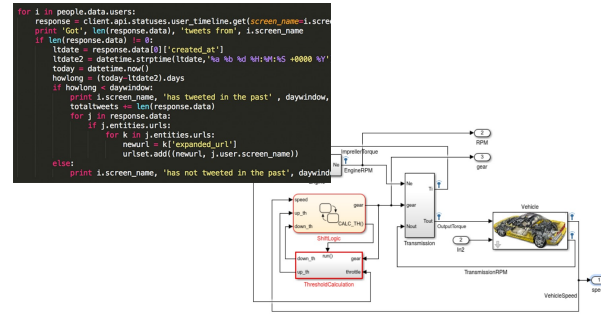 for i in people.data.users:
response = client.api.statuses.user_timeline.get(screen_name=i.scre
print 'Got', len(response.data), 'tweets from', i.screen_name
if len(response.data) != 0:
ltdate = response.data[0]['created_at']
ltdate2 = datetime.strptime(ltdate,'%a %b %d %H:%M:%S +0000 %Y'
today = datetime.now()
howlong = (today-ltdate2).days
if howlong < daywindow:
print i.screen_name, 'has tweeted in the past' , daywindow,
totaltweets += len(response.data)
for j in response.data:
if j.entities.urls:
for k in j.entities.urls:
newurl = k['expanded_url']
urlset.add((newurl, j.user.screen_name))
else:
print i.screen_name, 'has not tweeted in the past', daywind
ImprellerTorque
Ne
EngineRPM
2
RPM
3
gear
speed
up_th
down_th
gear
CALC_TH()
ShiftLogic
Ne
gear
Nout
Ti
Tout
Transmission
OutputTorque
2
In2
Vehicle
down_th
up_th
run()
gear
throttle
ThresholdCalculation
TransmissionRPM
VehicleSpeed
1
spe